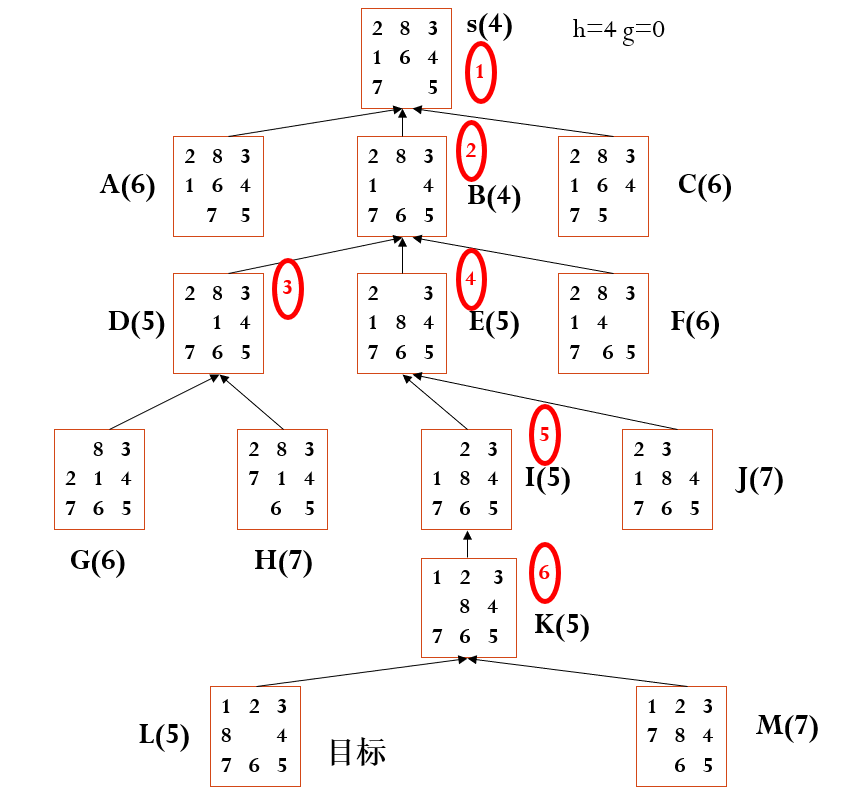 2 8 3 s(4) h=4 g=0
1 6 4 1
7 5
2 8 3 2 8 3 2 2 8 3
A(6) 1 6 4 1 4 B(4) 1 6 4 C(6)
7 5 7 6 5 7 5
2 8 3 3 2 3 4 2 8 3
D(5) 1 4 1 8 4 E(5) 1 4 F(6)
7 6 5 7 6 5 7 6 5
8 3 2 8 3 2 3 5 2 3
2 1 4 7 1 4 1 8 4 I(5) 1 8 4 J(7)
7 6 5 6 5 7 6 5 7 6 5
G(6) H(7)
1 2 3 6
8 4 K(5)
7 6 5
1 2 3 1 2 3
L(5) 8 4 目标 7 8 4 M(7)
7 6 5 6 5